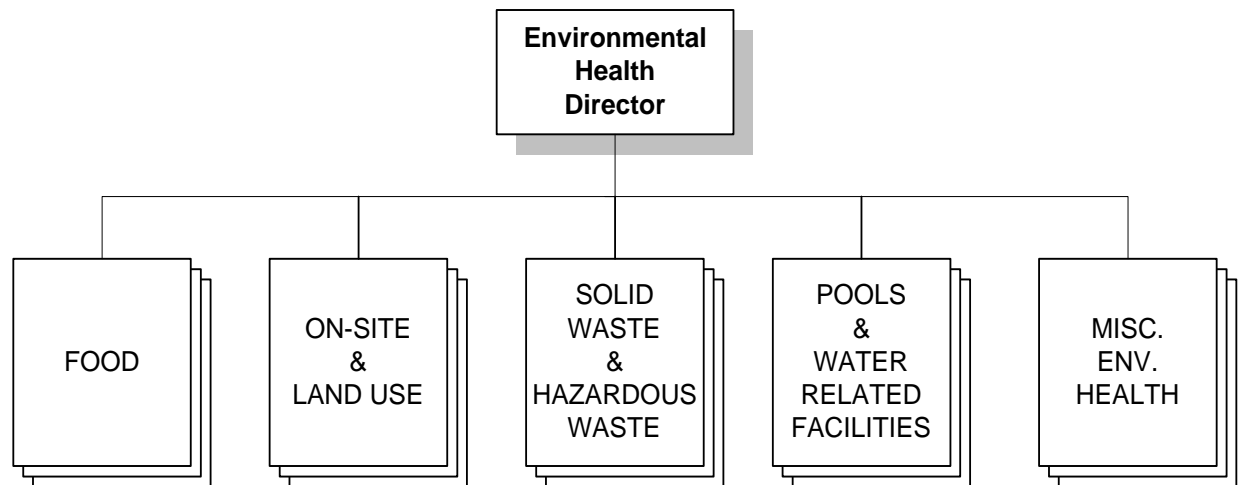 Environmental
Health
Director
FOOD
ON-SITE
&
LAND USE
SOLID
WASTE
&
HAZARDOUS
WASTE
POOLS
&
WATER
RELATED
FACILITIES
MISC.
ENV.
HEALTH